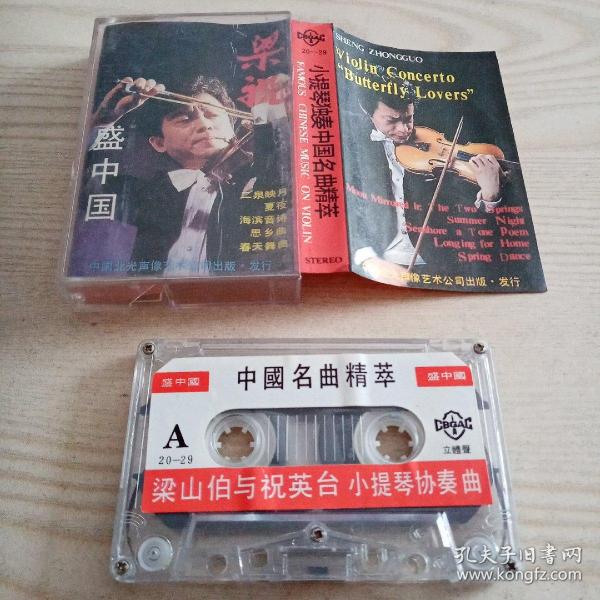 梁祝
盛中国
二泉映月
夏夜
海滨音诗
思乡曲
春天舞曲
中国北光声像艺术公司出版·发行
CBGAC
20-29
小提琴独奏中国名曲精萃
FAMOUS CHINESE MUSIC ON VIOLIN
STEREO
SHENG ZHONGGUO
Violin Concerto
"Butterfly Lovers"
Moon Mirrored in The Two Springs
Summer Night
Seashore a Tone Poem
Longing for Home
Spring Dance
声像艺术公司出版·发行
盛中國
中國名曲精萃
盛中國
A
20-29
CBGAC
立體聲
梁山伯与祝英台 小提琴协奏曲
孔夫子旧书网
www.kongfz.com